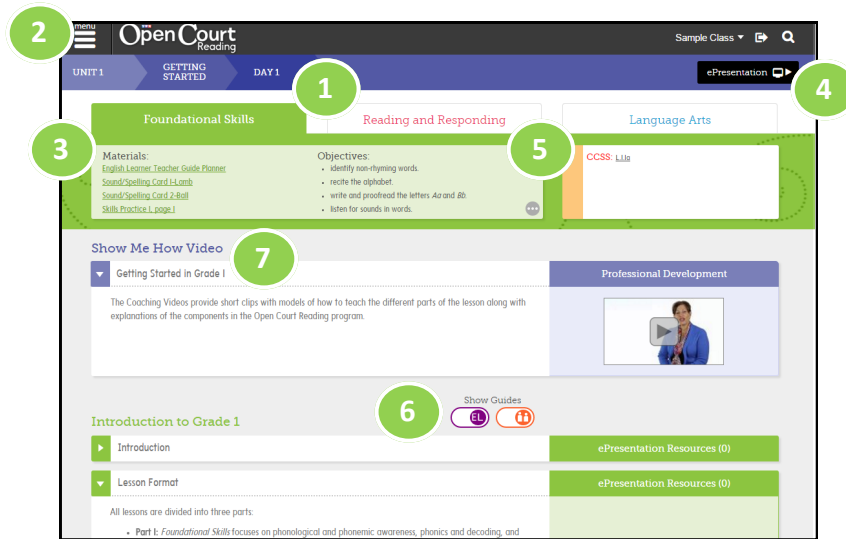 2
menu
Open Court
Reading
Sample Class
UNIT 1
GETTING
STARTED
DAY 1
ePresentation
1
4
Foundational Skills
Reading and Responding
Language Arts
3
5
Materials:
English Learner Teacher Guide Planner
Sound/Spelling Card 1-Lamb
Sound/Spelling Card 2-Ball
Skills Practice 1, page 1
Objectives:
• identify non-rhyming words.
• recite the alphabet.
• write and proofread the letters Aa and Bb.
• listen for sounds in words.
CCSS: L.1.1a
Show Me How Video
7
Getting Started in Grade 1
Professional Development
The Coaching Videos provide short clips with models of how to teach the different parts of the lesson along with
explanations of the components in the Open Court Reading program.
6
Show Guides
EL
Introduction to Grade 1
Introduction
ePresentation Resources (0)
Lesson Format
ePresentation Resources (0)
All lessons are divided into three parts:
• Part 1: Foundational Skills focuses on phonological and phonemic awareness, phonics and decoding, and